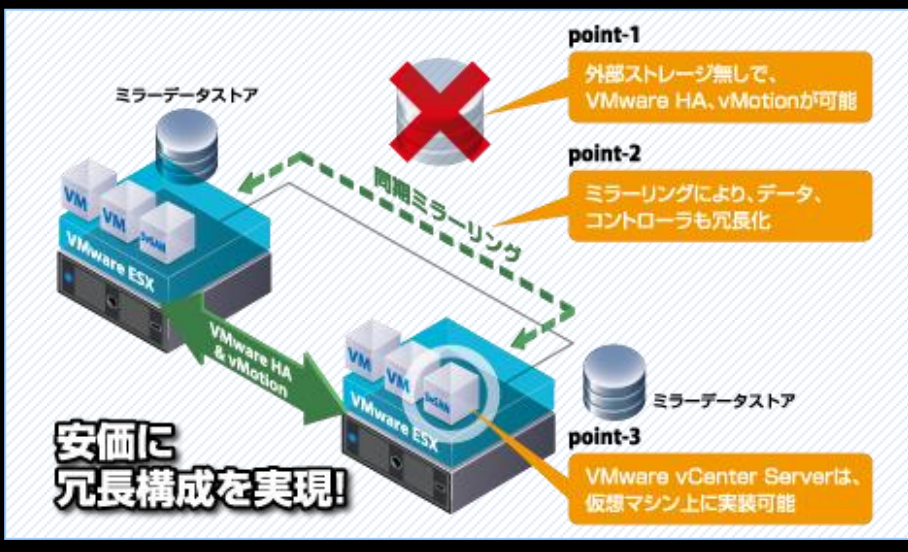 point-1
外部ストレージ無しで、
VMware HA、vMotionが可能
ミラーデータストア
point-2
ミラーリングにより、データ、
コントローラも冗長化
同期ミラーリング
VM
VM
SvSAN
VMware ESX
VMware HA
& vMotion
VM
VM
SvSAN
VMware ESX
ミラーデータストア
point-3
VMware vCenter Serverは、
仮想マシン上に実装可能
安価に
冗長構成を実現!